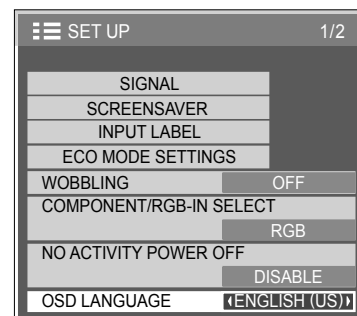 SET UP 1/2
SIGNAL
SCREENSAVER
INPUT LABEL
ECO MODE SETTINGS
WOBBLING OFF
COMPONENT/RGB-IN SELECT
RGB
NO ACTIVITY POWER OFF
DISABLE
OSD LANGUAGE ENGLISH (US)